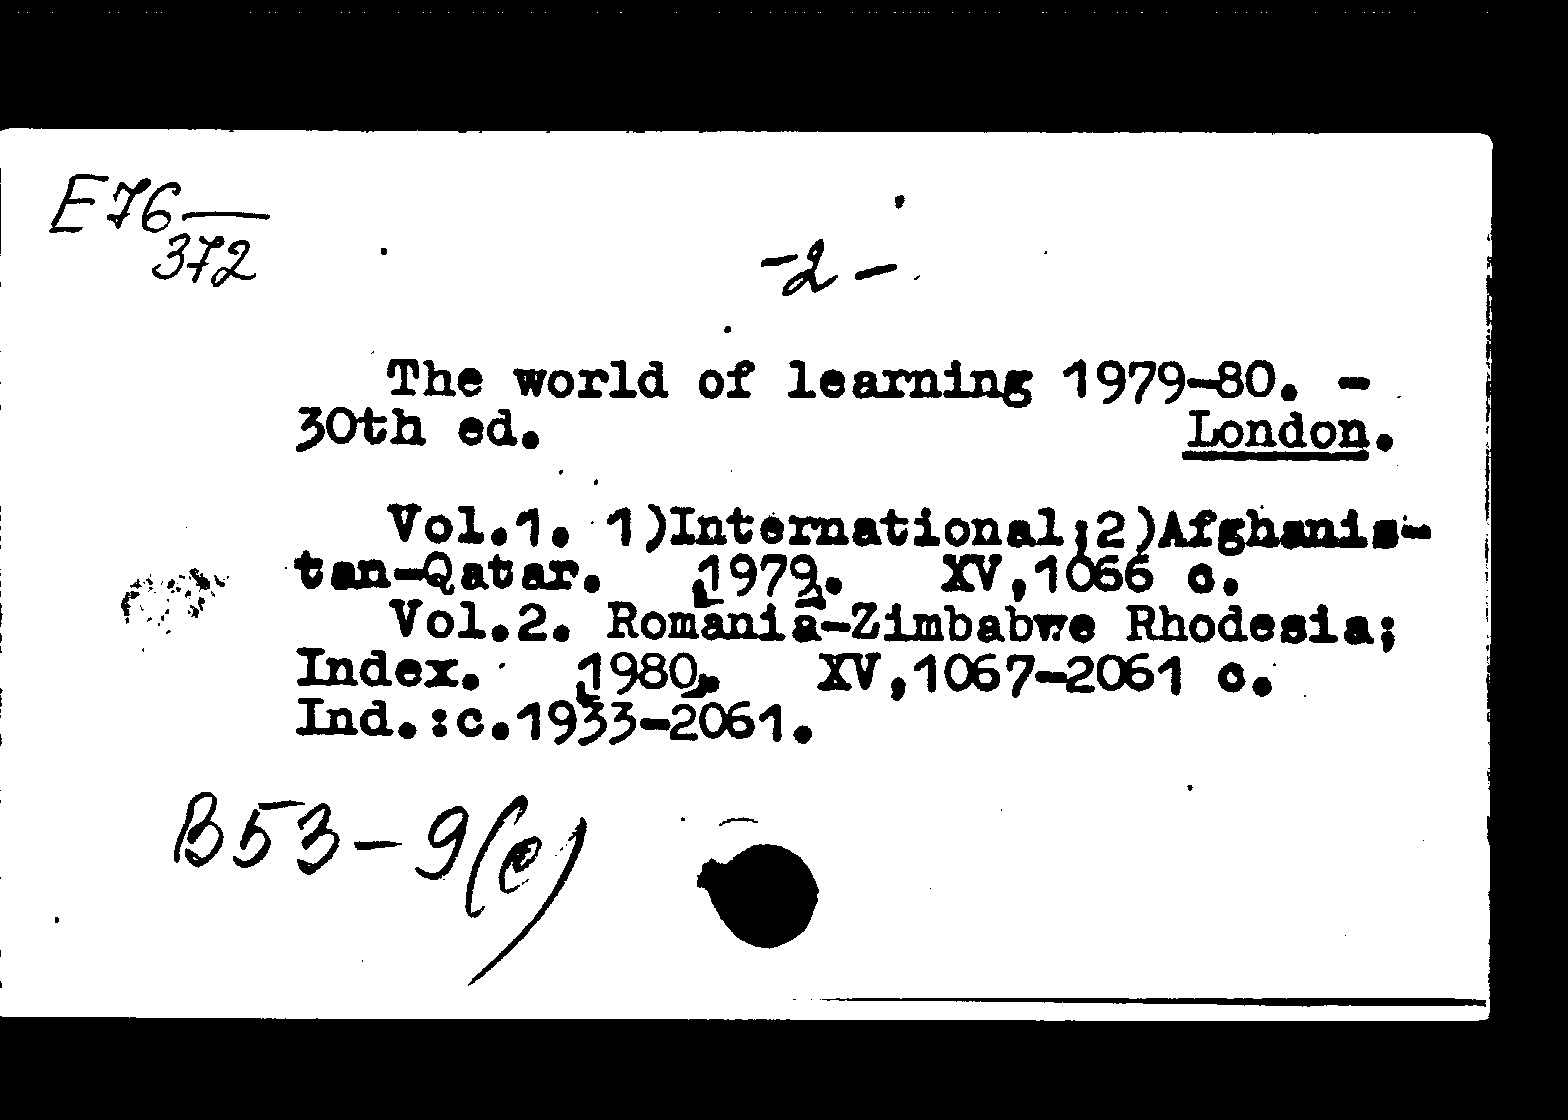 E76
372
-2-
The world of learning 1979-80. -
30th ed. London.
Vol.1. 1)International;2)Afghanis-
tan-Qatar. [1979]. XV,1066 c.
Vol.2. Romania-Zimbabwe Rhodesia;
Index. [1980]. XV,1067-2061 c.
Ind.:c.1933-2061.
B53-9(e)